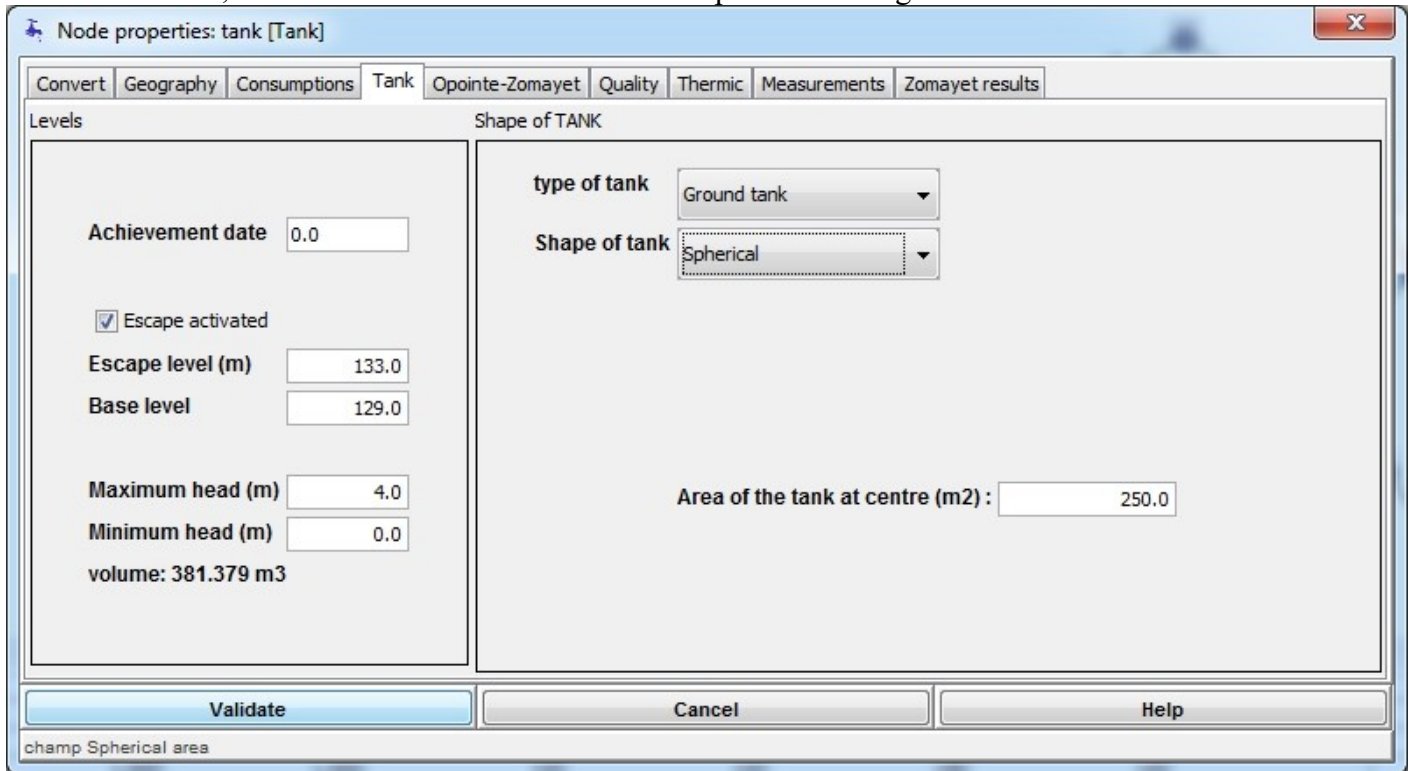 Node properties: tank [Tank]
Convert Geography Consumptions Tank Opointe-Zomayet Quality Thermic Measurements Zomayet results
Levels
Shape of TANK
type of tank Ground tank
Achievement date 0.0
Shape of tank Spherical
Escape activated
Escape level (m) 133.0
Base level 129.0
Maximum head (m) 4.0
Area of the tank at centre (m2) : 250.0
Minimum head (m) 0.0
volume: 381.379 m3
Validate Cancel Help
champ Spherical area